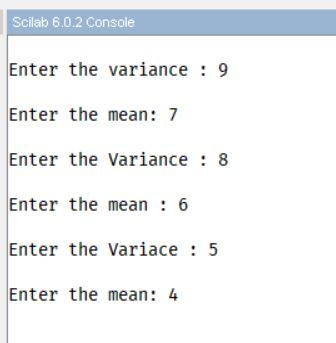 Scilab 6.0.2 Console
Enter the variance : 9
Enter the mean: 7
Enter the Variance : 8
Enter the mean : 6
Enter the Variace : 5
Enter the mean: 4